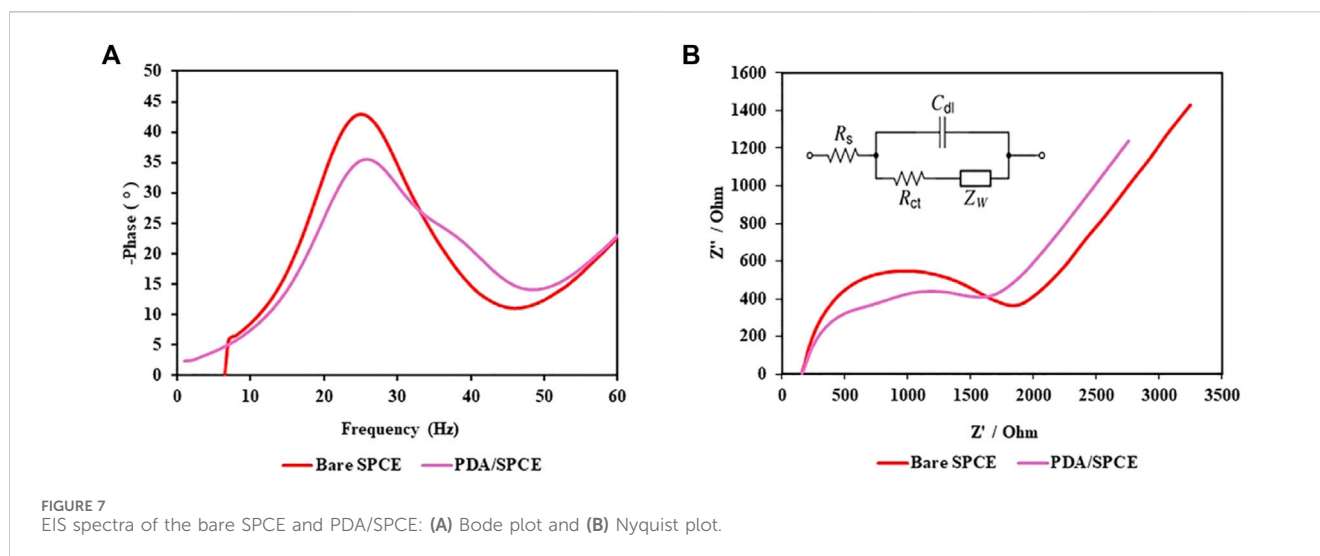 A
50
45
40
35
30
25
20
15
10
5
0
-Phase ( ° )
0 10 20 30 40 50 60
Frequency (Hz)
Bare SPCE PDA/SPCE
B
1600
1400
1200
1000
800
600
400
200
0
Z'' / Ohm
Cdl
Rs
Rct ZW
0 500 1000 1500 2000 2500 3000 3500
Z' / Ohm
Bare SPCE PDA/SPCE
FIGURE 7
EIS spectra of the bare SPCE and PDA/SPCE: (A) Bode plot and (B) Nyquist plot.